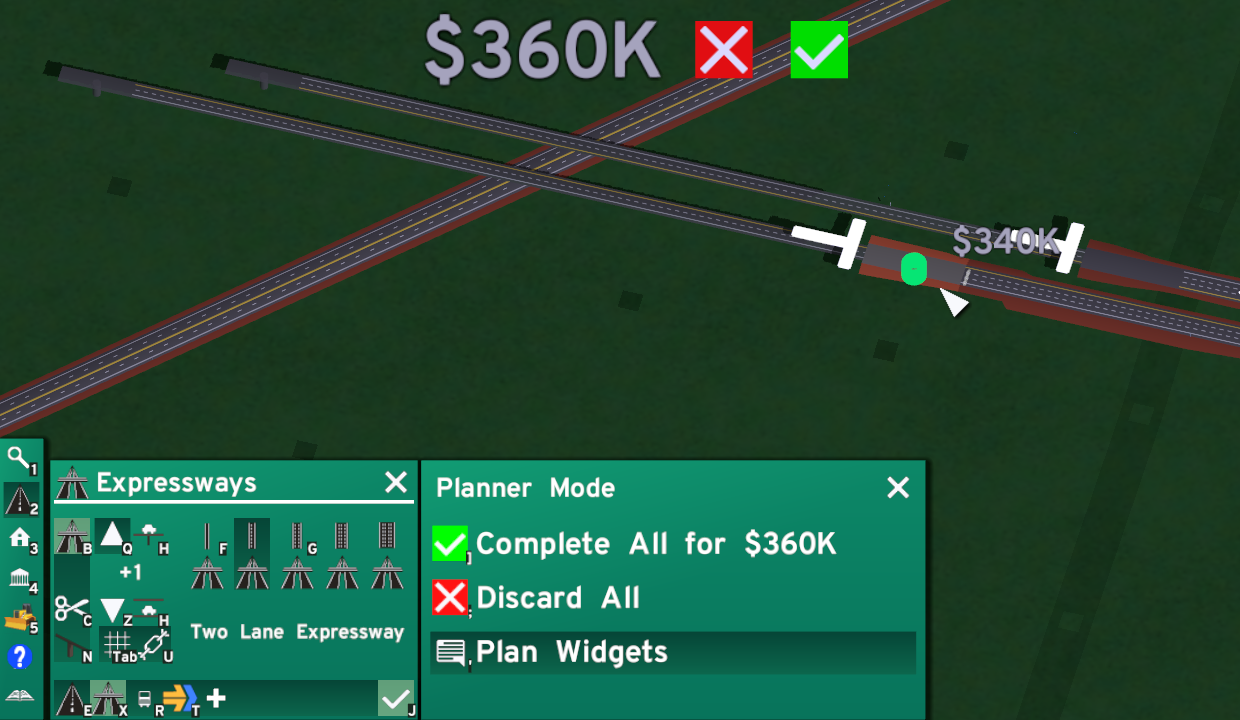 $360K
$340K
1
2
3
4
5
?
Expressways
B
Q
H
F
G
+1
C
Z
H
N
Tab
U
Two Lane Expressway
E
X
R
T
+
J
Planner Mode
Complete All for $360K
Discard All
Plan Widgets